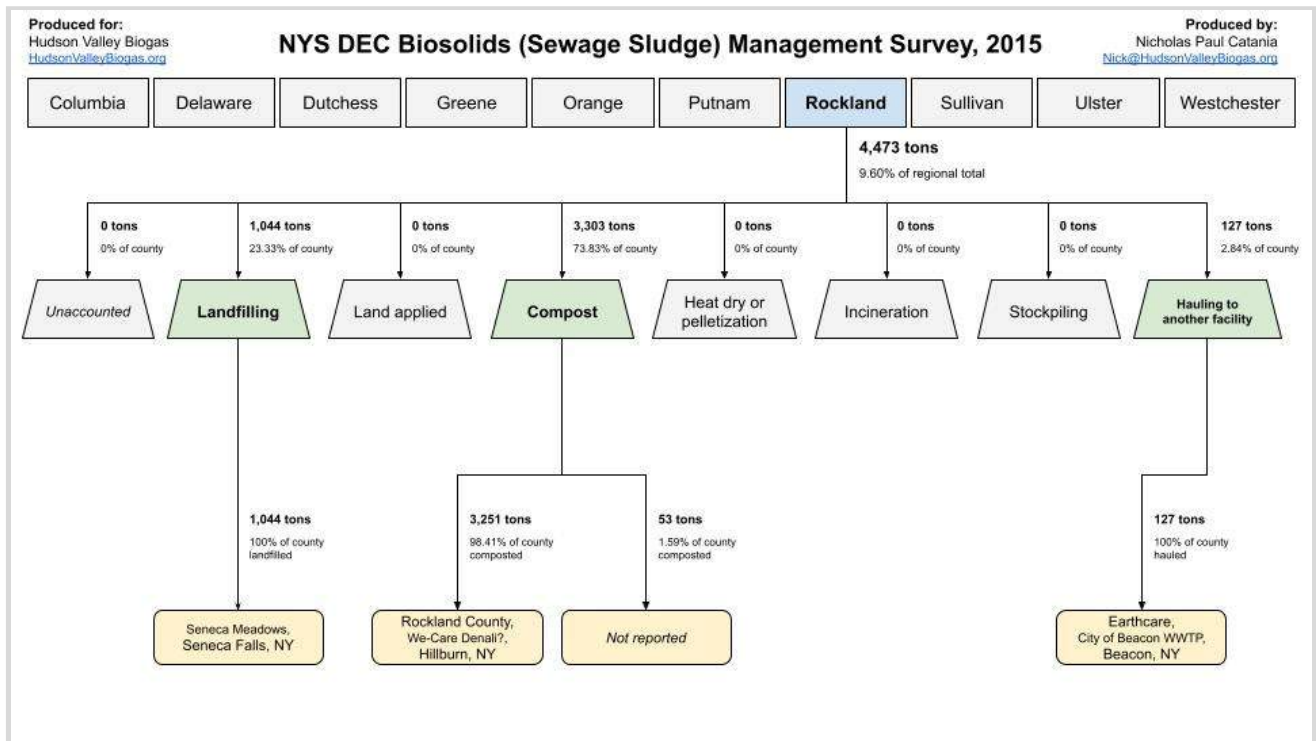 Produced for:
Hudson Valley Biogas
HudsonValleyBiogas.org
NYS DEC Biosolids (Sewage Sludge) Management Survey, 2015
Produced by:
Nicholas Paul Catania
Nick@HudsonValleyBiogas.org
Columbia
Delaware
Dutchess
Greene
Orange
Putnam
Rockland
Sullivan
Ulster
Westchester
4,473 tons
9.60% of regional total
0 tons
0% of county
1,044 tons
23.33% of county
0 tons
0% of county
3,303 tons
73.83% of county
0 tons
0% of county
0 tons
0% of county
0 tons
0% of county
127 tons
2.84% of county
Unaccounted
Landfilling
Land applied
Compost
Heat dry or
pelletization
Incineration
Stockpiling
Hauling to
another facility
1,044 tons
100% of county
landfilled
3,251 tons
98.41% of county
composted
53 tons
1.59% of county
composted
127 tons
100% of county
hauled
Seneca Meadows,
Seneca Falls, NY
Rockland County,
We-Care Denali?,
Hillburn, NY
Not reported
Earthcare,
City of Beacon WWTP,
Beacon, NY